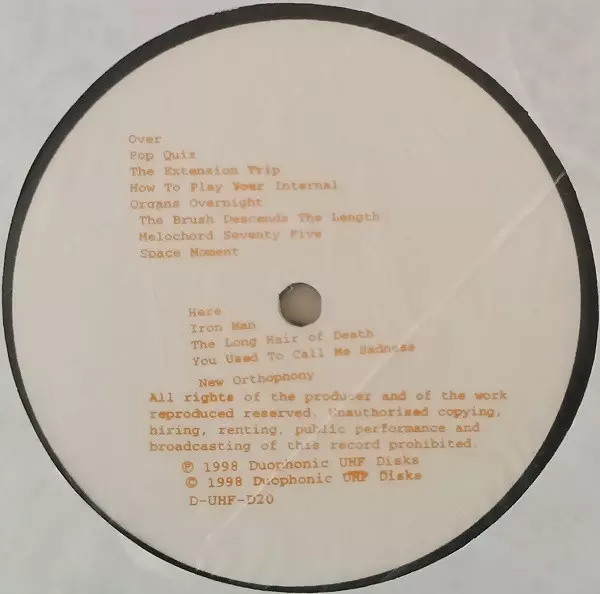 Over
Pop Quiz
The Extension Trip
How To Play Your Internal
Organs Overnight
The Brush Descends The Length
Melochord Seventy Five
Space Moment
Here
Iron Man
The Long Hair of Death
You Used To Call Me Sadness
New Orthophony
All rights of the producer and of the work
reproduced reserved. Unauthorised copying,
hiring, renting, public performance and
broadcasting of this record prohibited.
℗ 1998 Duophonic UHF Disks
© 1998 Duophonic UHF Disks
D-UHF-D20